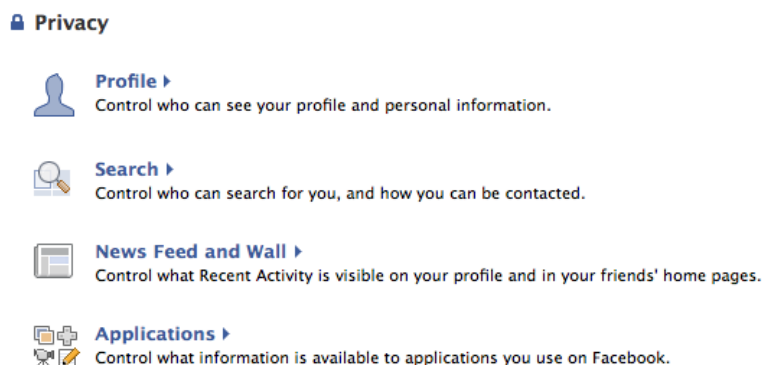 Privacy
Profile
Control who can see your profile and personal information.
Search
Control who can search for you, and how you can be contacted.
News Feed and Wall
Control what Recent Activity is visible on your profile and in your friends' home pages.
Applications
Control what information is available to applications you use on Facebook.